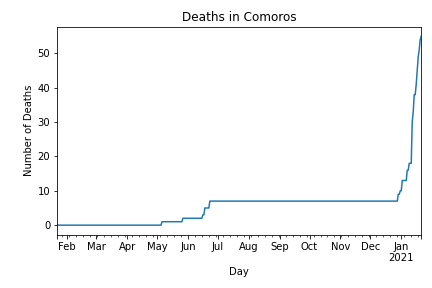 Deaths in Comoros
Number of Deaths
50
40
30
20
10
0
Feb Mar Apr May Jun Jul Aug Sep Oct Nov Dec Jan
2021
Day